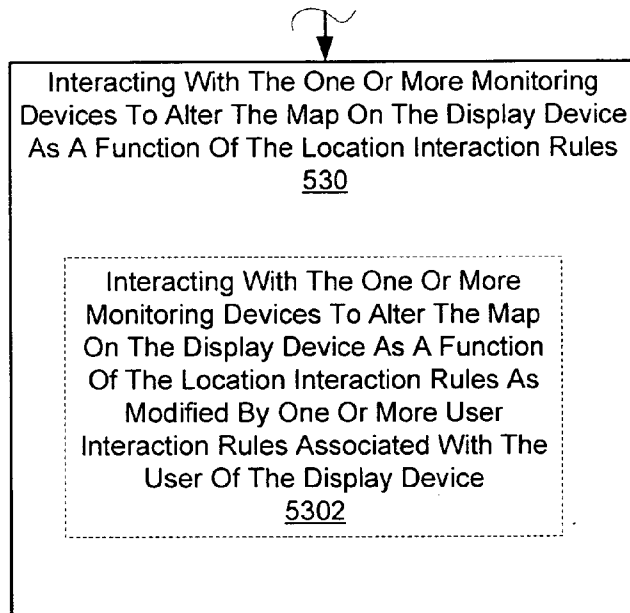 Interacting With The One Or More Monitoring
Devices To Alter The Map On The Display Device
As A Function Of The Location Interaction Rules
530
Interacting With The One Or More
Monitoring Devices To Alter The Map
On The Display Device As A Function
Of The Location Interaction Rules As
Modified By One Or More User
Interaction Rules Associated With The
User Of The Display Device
5302